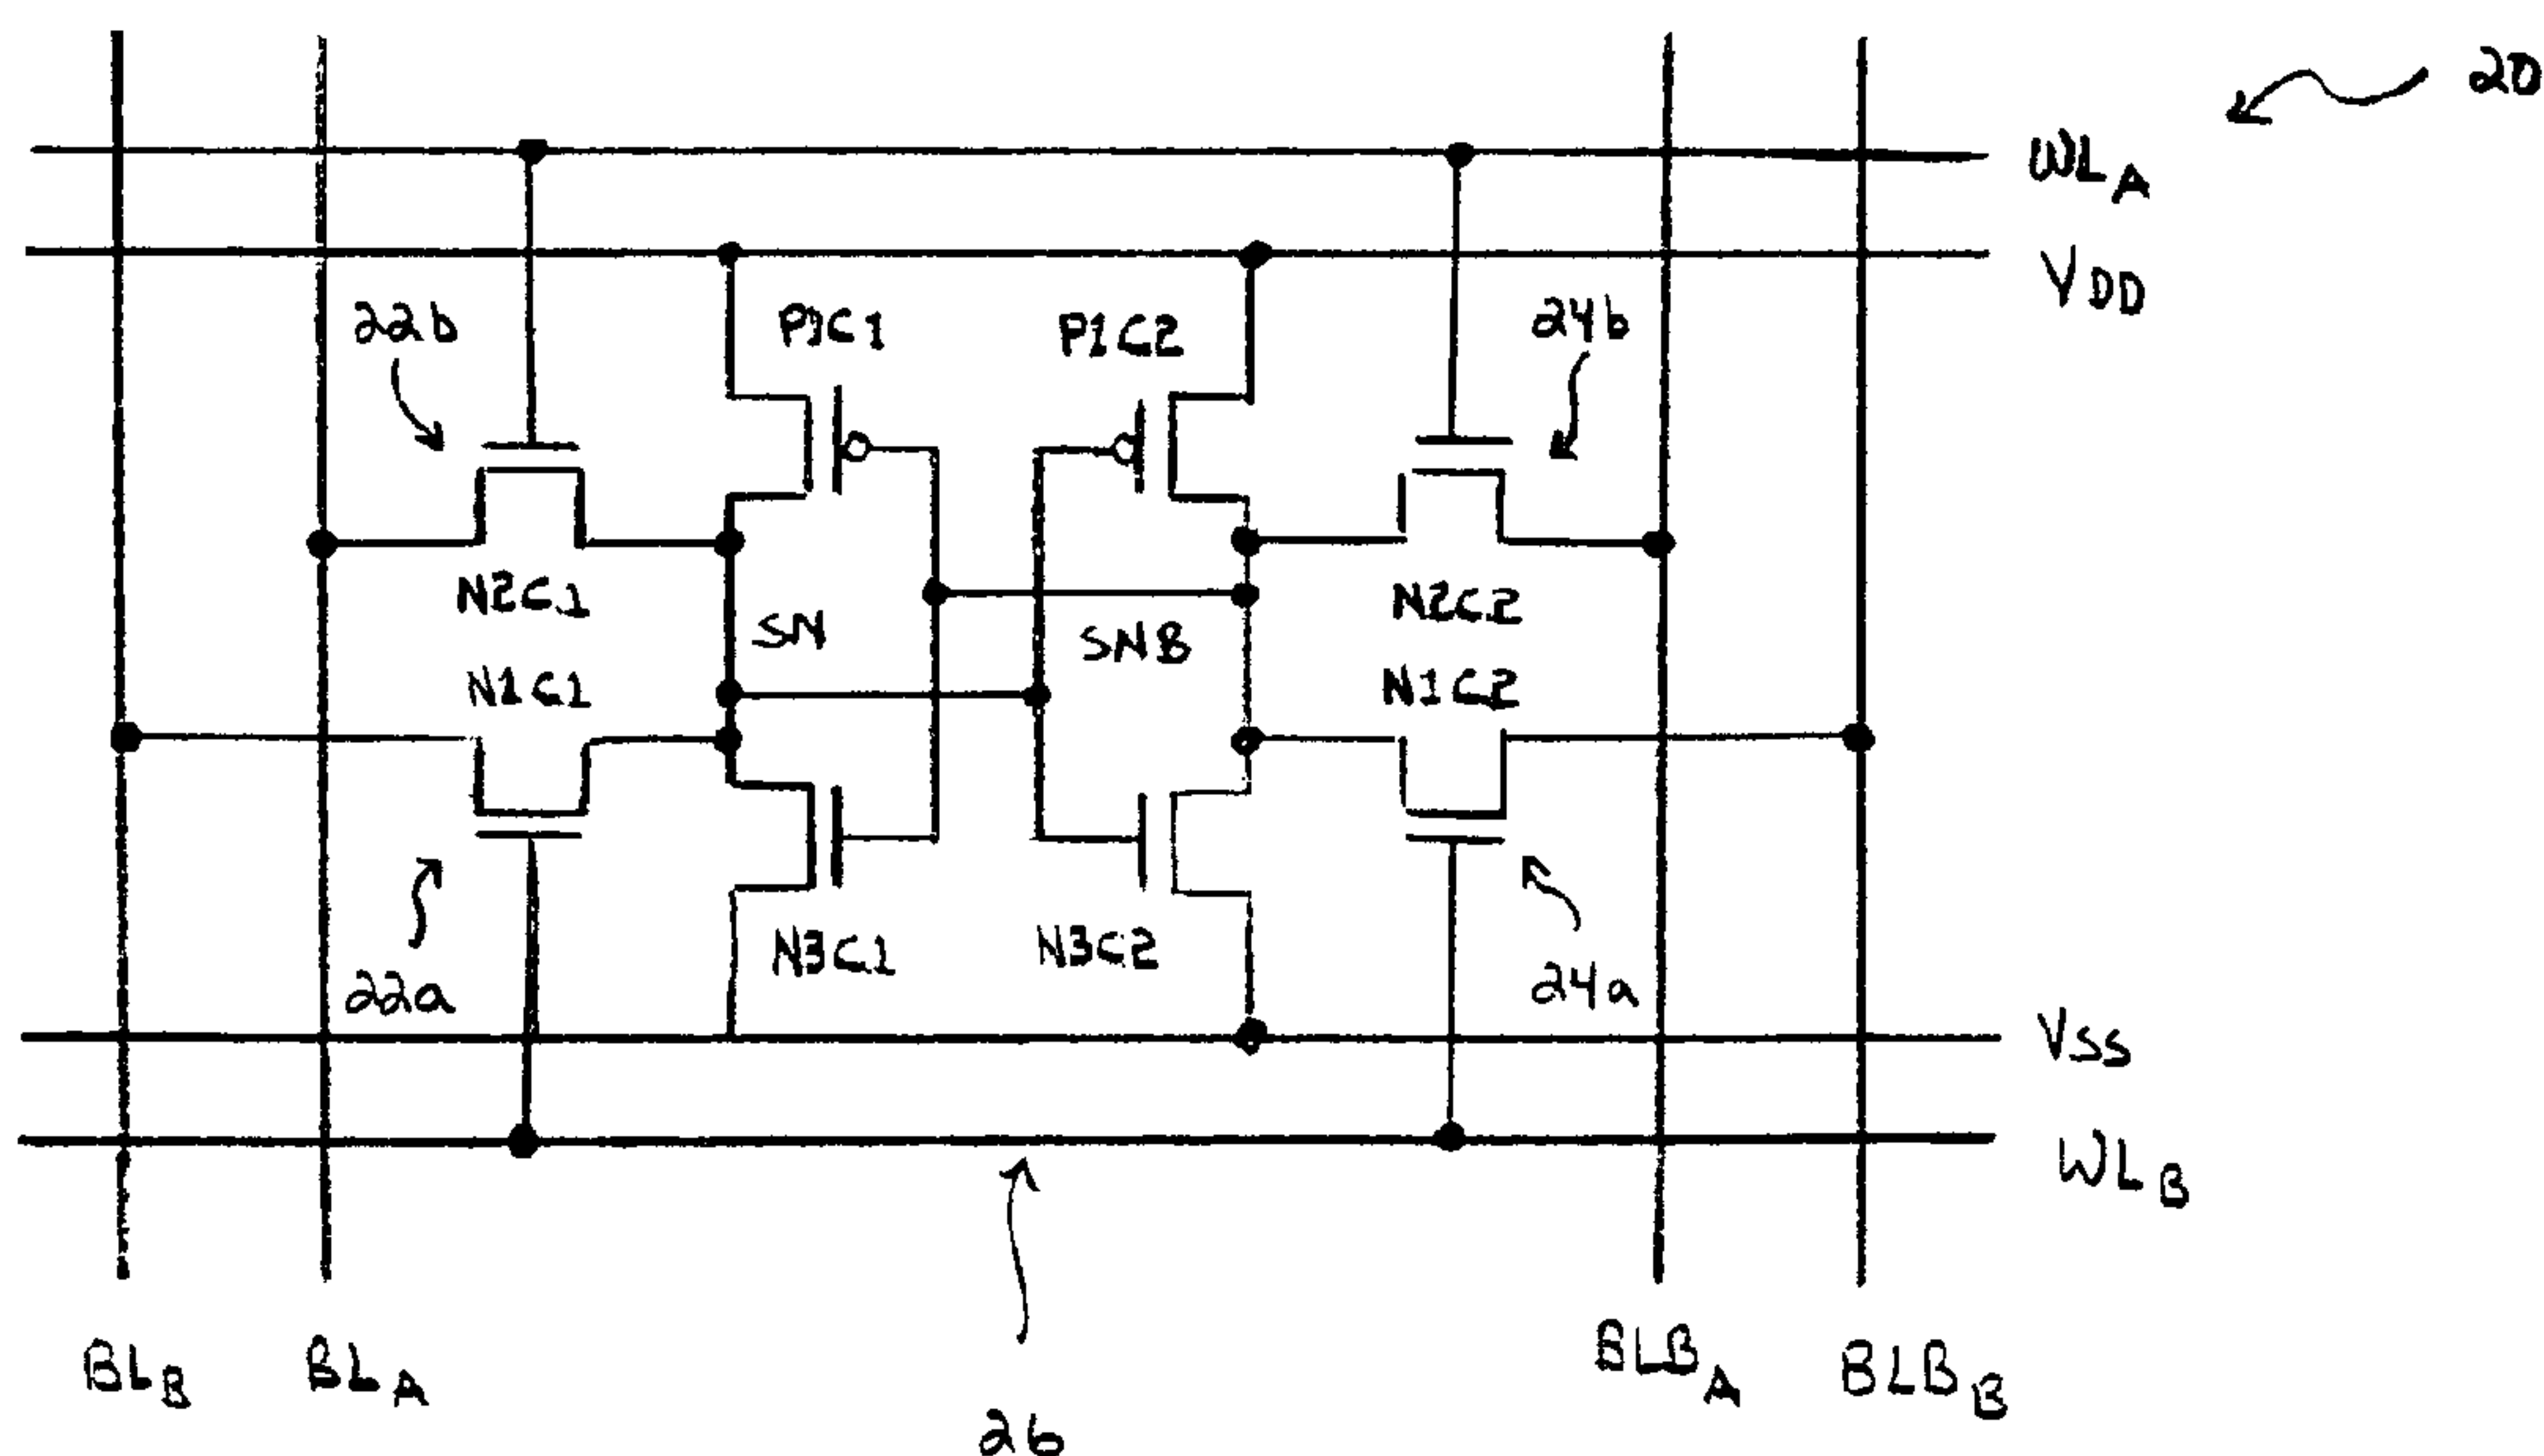 20
WLA
VDD
22b
P1C1
P1C2
24b
N2C1
N2C2
SN
SNB
N1C1
N1C2
22a
N3C1
N3C2
24a
VSS
WLB
BLB
BLA
BLBA
BLBB
26